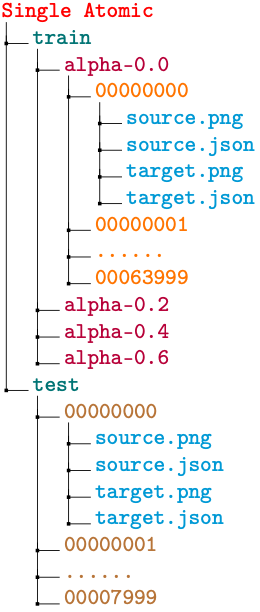 Single Atomic
train
alpha-0.0
00000000
source.png
source.json
target.png
target.json
00000001
......
00063999
alpha-0.2
alpha-0.4
alpha-0.6
test
00000000
source.png
source.json
target.png
target.json
00000001
......
00007999